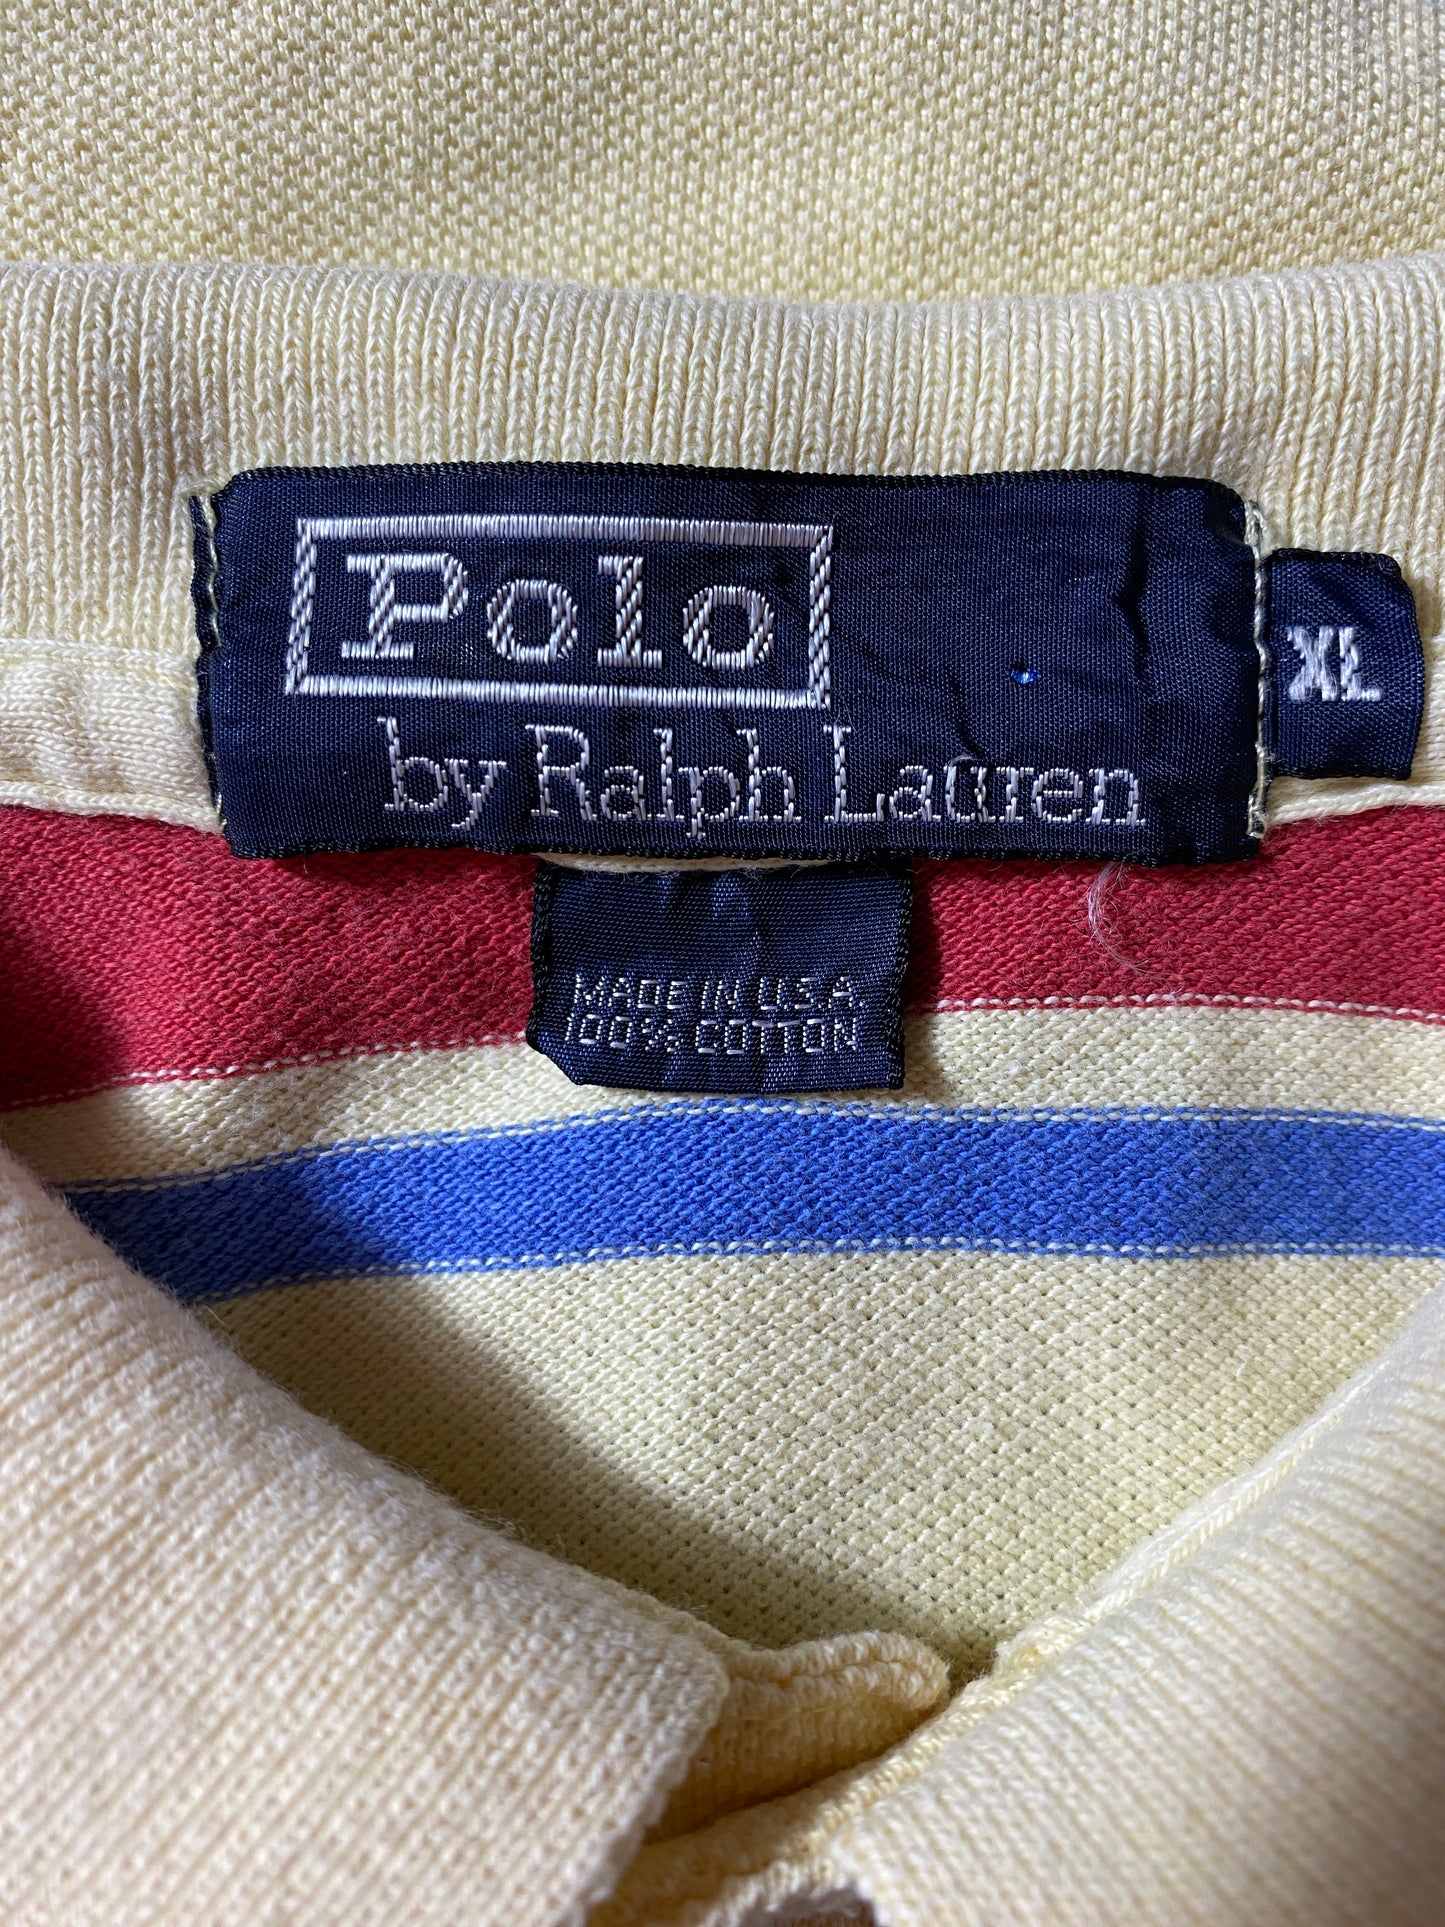 Polo
by Ralph Lauren
XL
MADE IN U.S.A.
100% COTTON